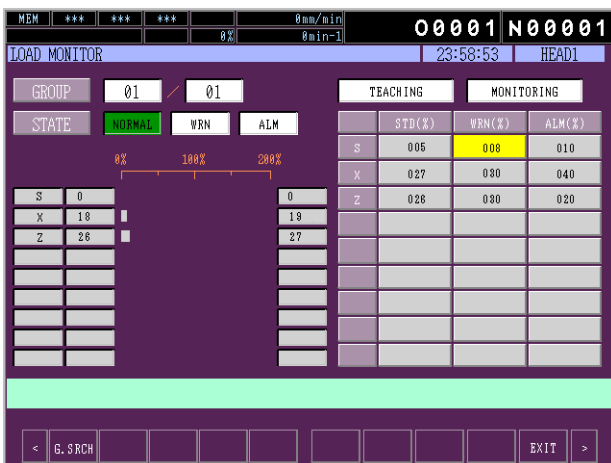 MEM *** *** *** 0mm/min O0001 N00001
0% 0min-1
LOAD MONITOR 23:58:53 HEAD1
GROUP 01 / 01 TEACHING MONITORING
STATE NORMAL WRN ALM STD(%) WRN(%) ALM(%)
0% 100% 200%
S 005 008 010
X 027 030 040
Z 026 030 020
S 0 0
X 18 19
Z 26 27
< G.SRCH EXIT >